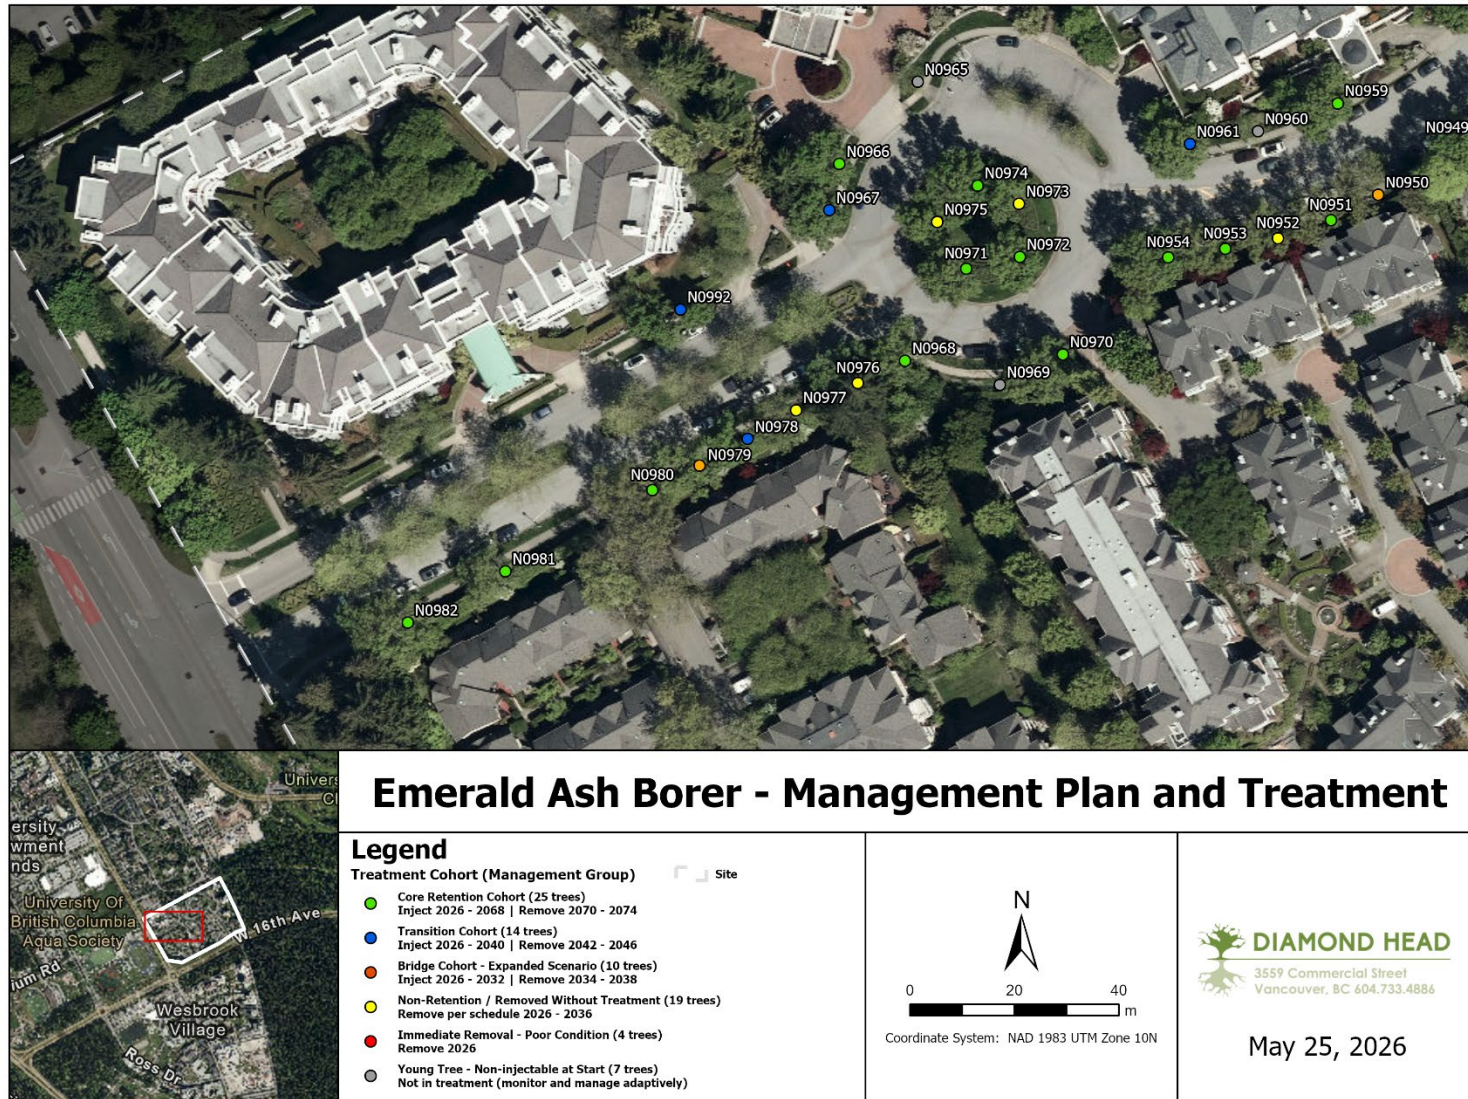 N0965
N0959
N0961
N0960
N0949
N0966
N0974
N0973
N0950
N0967
N0975
N0951
N0972
N0952
N0971
N0954
N0953
N0992
N0968
N0970
N0976
N0969
N0977
N0978
N0979
N0980
N0981
N0982
Emerald Ash Borer - Management Plan and Treatment
Legend
Treatment Cohort (Management Group)
Site
Core Retention Cohort (25 trees)
Inject 2026 - 2068 | Remove 2070 - 2074
Transition Cohort (14 trees)
Inject 2026 - 2040 | Remove 2042 - 2046
Bridge Cohort - Expanded Scenario (10 trees)
Inject 2026 - 2032 | Remove 2034 - 2038
Non-Retention / Removed Without Treatment (19 trees)
Remove per schedule 2026 - 2036
Immediate Removal - Poor Condition (4 trees)
Remove 2026
Young Tree - Non-injectable at Start (7 trees)
Not in treatment (monitor and manage adaptively)
Univers
Cl
ersity
wment
nds
University Of
British Columbia
Aqua Society
W 16th Ave
ium Rd
Wesbrook
Village
Ross Dr
N
0 20 40
m
Coordinate System: NAD 1983 UTM Zone 10N
DIAMOND HEAD
3559 Commercial Street
Vancouver, BC 604.733.4886
May 25, 2026